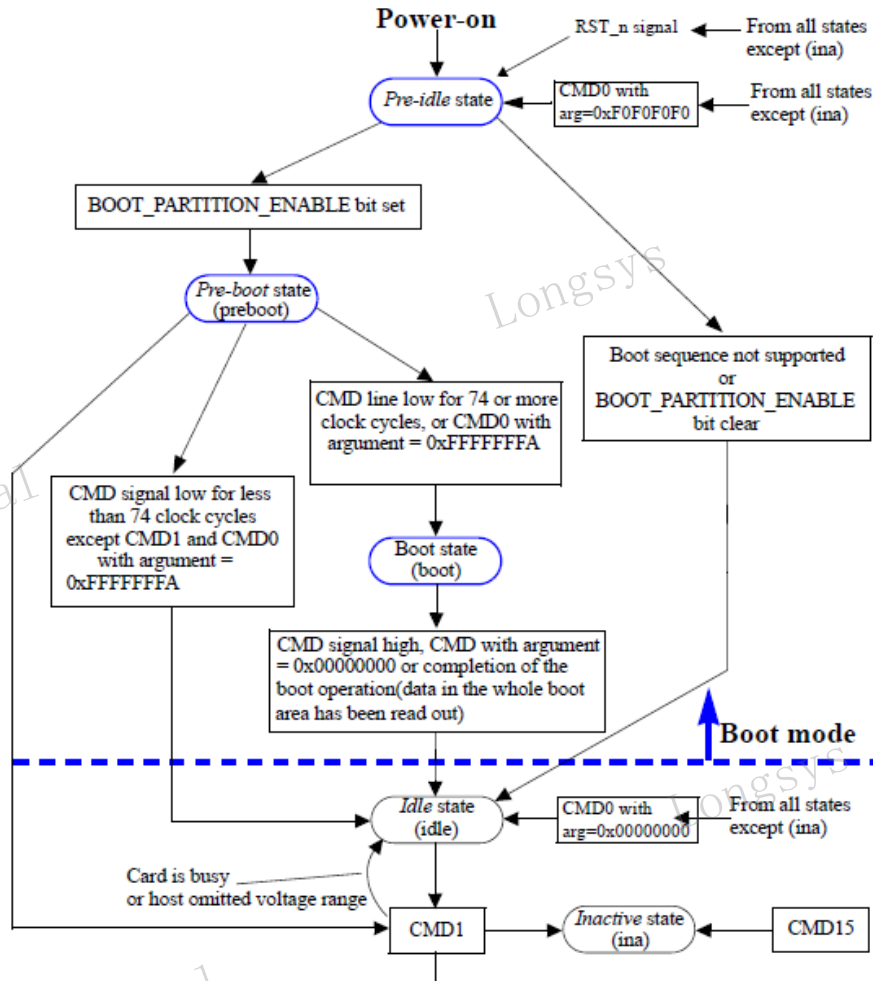 Power-on
RST_n signal
From all states
except (ina)
Pre-idle state
CMD0 with
arg=0xF0F0F0F0
From all states
except (ina)
BOOT_PARTITION_ENABLE bit set
Pre-boot state
(preboot)
Longsys
Boot sequence not supported
or
BOOT_PARTITION_ENABLE
bit clear
CMD line low for 74 or more
clock cycles, or CMD0 with
argument = 0xFFFFFFFA
CMD signal low for less
than 74 clock cycles
except CMD1 and CMD0
with argument =
0xFFFFFFFA
Boot state
(boot)
CMD signal high, CMD with argument
= 0x00000000 or completion of the
boot operation(data in the whole boot
area has been read out)
Boot mode
Longsys
Idle state
(idle)
CMD0 with
arg=0x00000000
From all states
except (ina)
Card is busy
or host omitted voltage range
CMD1
Inactive state
(ina)
CMD15